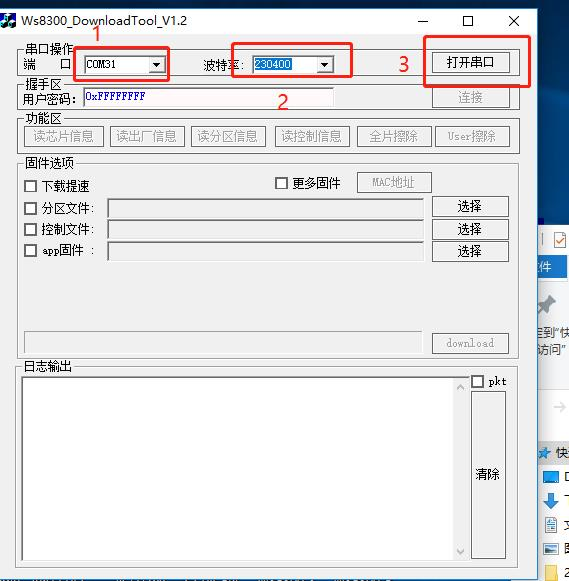 Ws8300_DownloadTool_V1.2
1
串口操作
端 口 COM31 波特率: 230400 3 打开串口
握手区
用户密码: 0xFFFFFFFF 2 连接
功能区
读芯片信息 读出厂信息 读分区信息 读控制信息 全片擦除 User擦除
固件选项
下载提速 更多固件 MAC地址
分区文件: 选择
控制文件: 选择
app固件 : 选择
download
日志输出
pkt
清除
件
定到"快
访问"
快